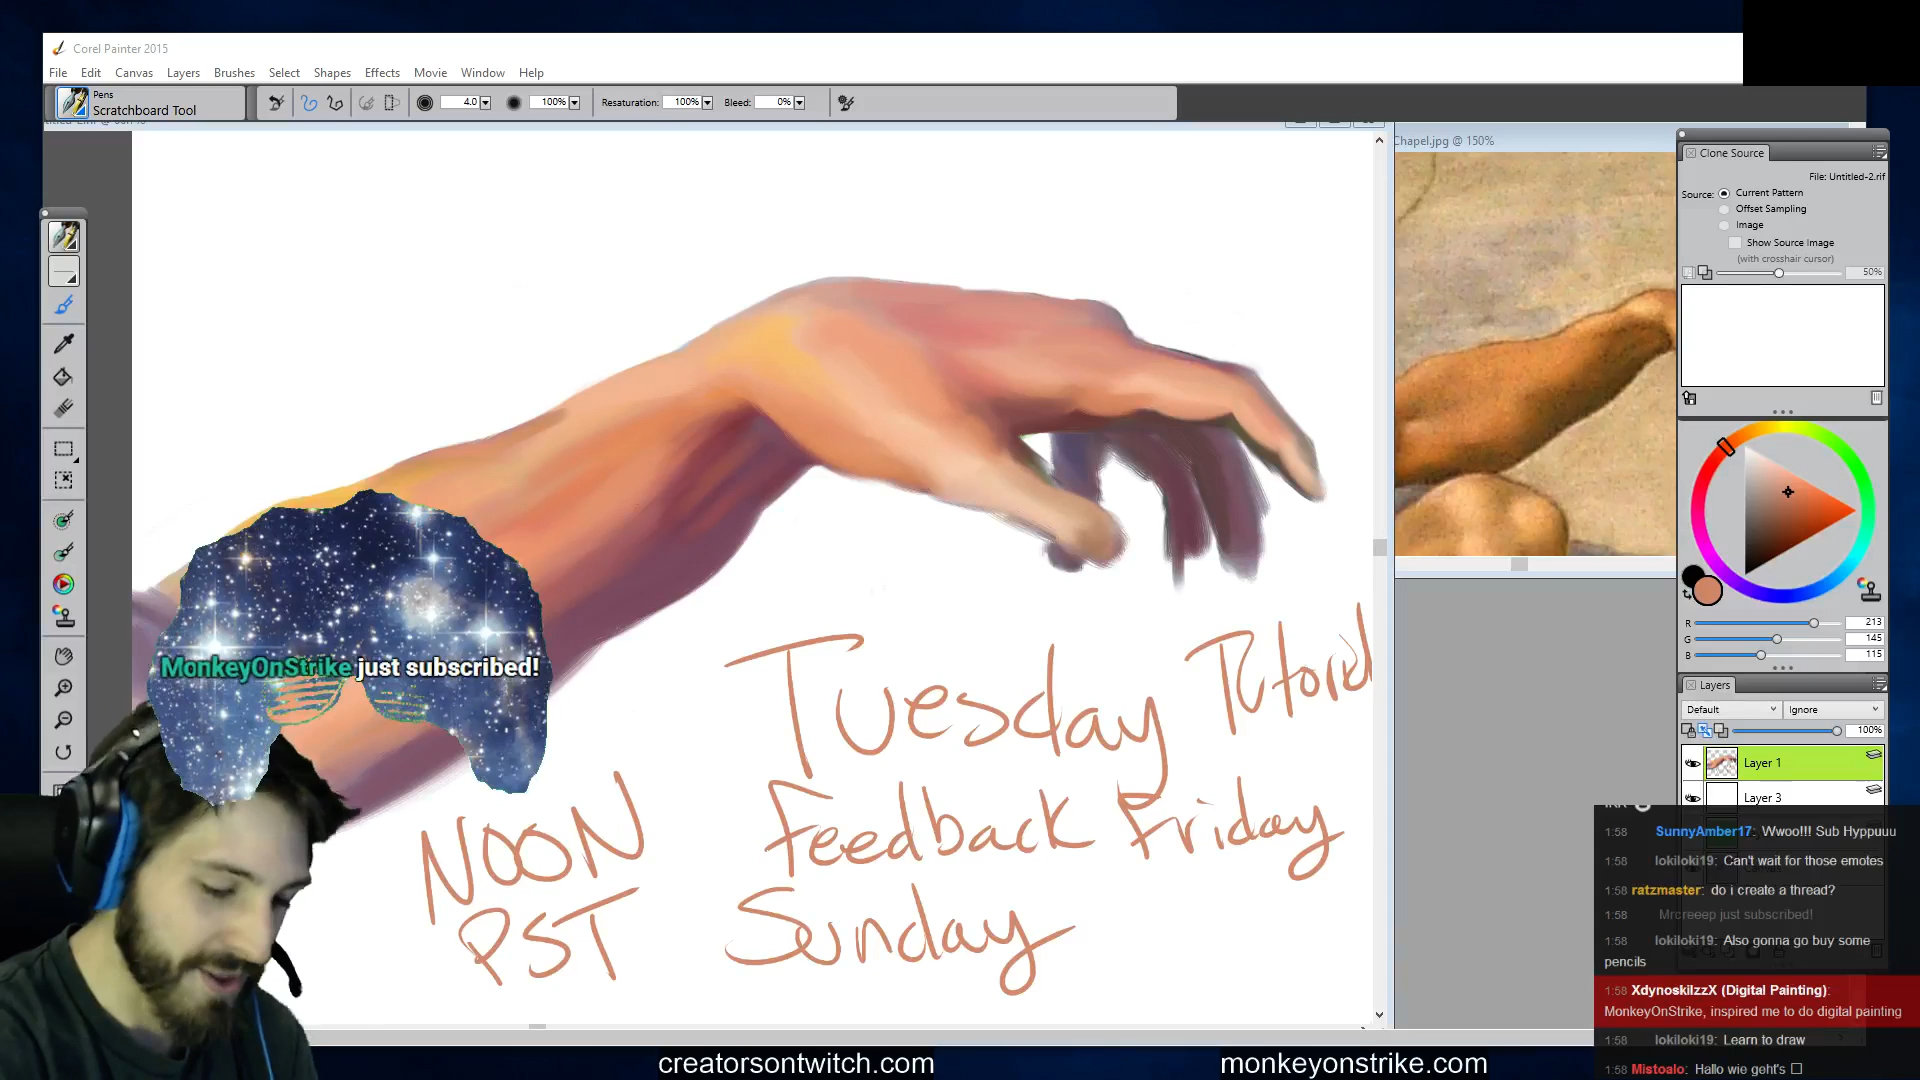 Corel Painter 2015
File Edit Canvas Layers Brushes Select Shapes Effects Movie Window Help
Pens
Scratchboard Tool
4.0
100%
Resaturation: 100%
Bleed: 0%
Chapel.jpg @ 150%
Clone Source
File: Untitled-2.rif
Source: Current Pattern
Offset Sampling
Image
Show Source Image
(with crosshair cursor)
50%
R 213
G 145
B 115
Layers
Default Ignore
100%
Layer 1
Layer 3
MonkeyOnStrike just subscribed!
Tuesday Tutorial
Feedback Friday
Sunday
NOON
PST
1:58 SunnyAmber17: Wwoo!!! Sub Hyppuuu
1:58 lokiloki19: Can't wait for those emotes
1:58 ratzmaster: do i create a thread?
1:58 Mrcreeep just subscribed!
1:58 lokiloki19: Also gonna go buy some
pencils
1:58 XdynoskilzzX (Digital Painting):
MonkeyOnStrike, inspired me to do digital painting
1:58 lokiloki19: Learn to draw
1:58 Mistoalo: Hallo wie geht's
creatorsontwitch.com
monkeyonstrike.com